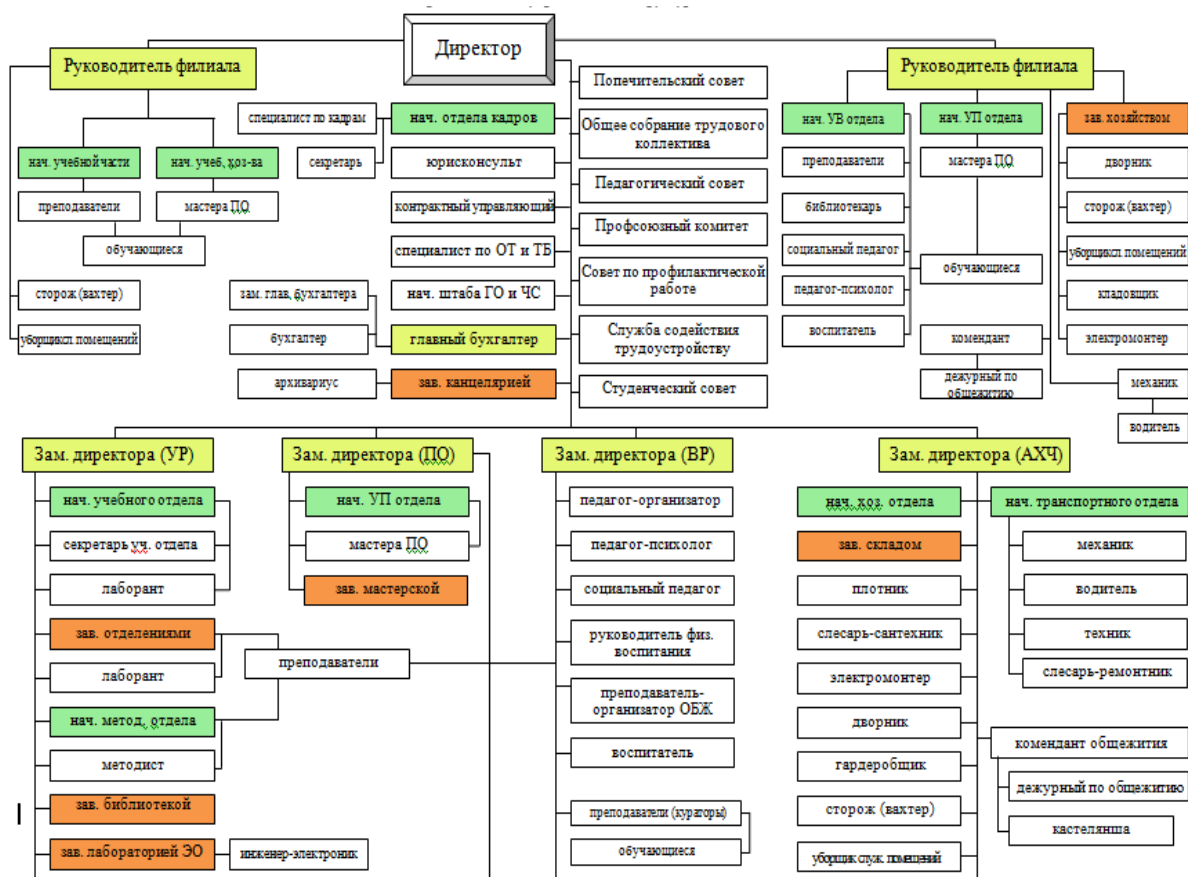 Директор
Руководитель филиала
Руководитель филиала
Попечительский совет
специалист по кадрам
нач. отдела кадров
Общее собрание трудового
коллектива
нач. УВ отдела
нач. УП отдела
зав. хозяйством
нач. учебной части
нач. учеб, хоз-ва
секретарь
юрисконсульт
преподаватели
мастера ПО
дворник
Педагогический совет
преподаватели
мастера ПО
контрактный управляющий
Профсоюзный комитет
библиотекарь
сторож (вахтер)
обучающиеся
специалист по ОТ и ТБ
социальный педагог
уборщиксл помещений
Совет по профилактической
работе
обучающиеся
сторож (вахтер)
зам. глав, бухгалтера
нач. штаба ГО и ЧС
педагог-психолог
кладовщик
уборщиксл помещений
бухгалтер
главный бухгалтер
Служба содействия
трудоустройству
воспитатель
комендант
электромонтер
архивариус
зав. канцелярией
Студенческий совет
дежурный по
общежитию
механик
водитель
Зам. директора (УР)
Зам. директора (ПО)
Зам. директора (ВР)
Зам. директора (АХЧ)
нач. учебного отдела
нач. УП отдела
педагог-организатор
нач. хоз. отдела
нач. транспортного отдела
секретарь уч. отдела
мастера ПО
педагог-психолог
зав. складом
механик
лаборант
зав. мастерской
социальный педагог
плотник
водитель
зав. отделениями
руководитель физ.
воспитания
слесарь-сантехник
техник
лаборант
преподаватели
электромонтер
слесарь-ремонтник
нач. метод, отдела
преподаватель-
организатор ОБЖ
дворник
комендант общежития
методист
воспитатель
гардеробщик
дежурный по общежитию
зав. библиотекой
преподаватели (кураторы)
сторож (вахтер)
кастелянша
зав. лабораторией ЭО
инженер-электроник
обучающиеся
уборщик служ. помещений